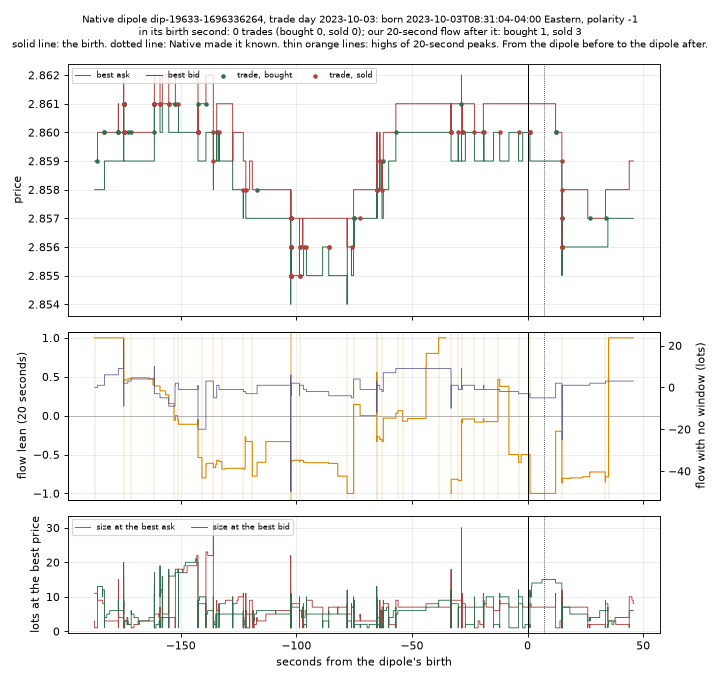 Native dipole dip-19633-1696336264, trade day 2023-10-03: born 2023-10-03T08:31:04-04:00 Eastern, polarity -1
in its birth second: 0 trades (bought 0, sold 0); our 20-second flow after it: bought 1, sold 3
solid line: the birth. dotted line: Native made it known. thin orange lines: highs of 20-second peaks. From the dipole before to the dipole after.
best ask best bid trade, bought trade, sold
2.862
2.861
2.860
2.859
2.858
2.857
2.856
2.855
2.854
price
1.0
0.5
0.0
−0.5
−1.0
flow lean (20 seconds)
20
0
−20
−40
flow with no window (lots)
size at the best ask size at the best bid
30
20
10
0
lots at the best price
−150 −100 −50 0 50
seconds from the dipole's birth